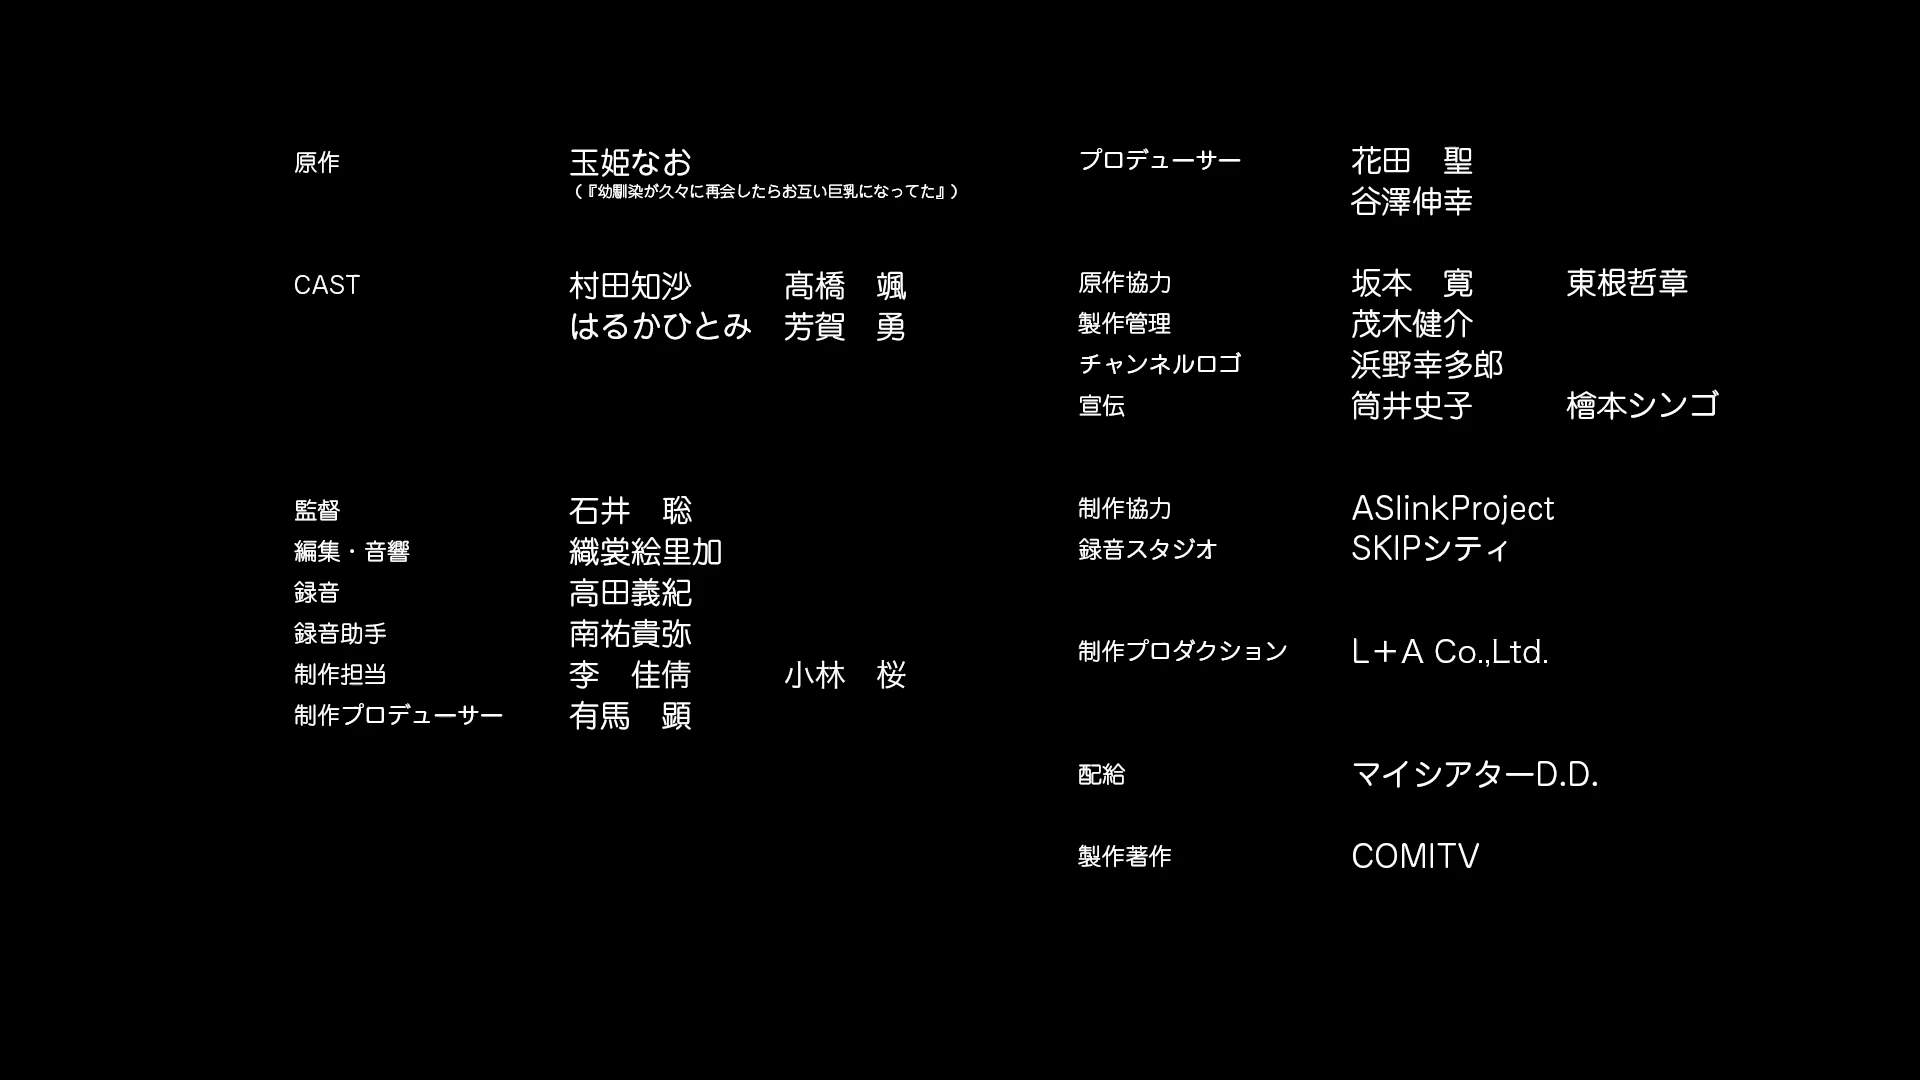 原作　玉姫なお
（『幼馴染が久々に再会したらお互い巨乳になってた』）
CAST　村田知沙　髙橋　颯
はるかひとみ　芳賀　勇
監督　石井　聡
編集・音響　織裳絵里加
録音　高田義紀
録音助手　南祐貴弥
制作担当　李　佳倩　小林　桜
制作プロデューサー　有馬　顕
プロデューサー　花田　聖
谷澤伸幸
原作協力　坂本　寛　東根哲章
製作管理　茂木健介
チャンネルロゴ　浜野幸多郎
宣伝　筒井史子　檜本シンゴ
制作協力　ASlinkProject
録音スタジオ　SKIPシティ
制作プロダクション　L＋A Co.,Ltd.
配給　マイシアターD.D.
製作著作　COMITV